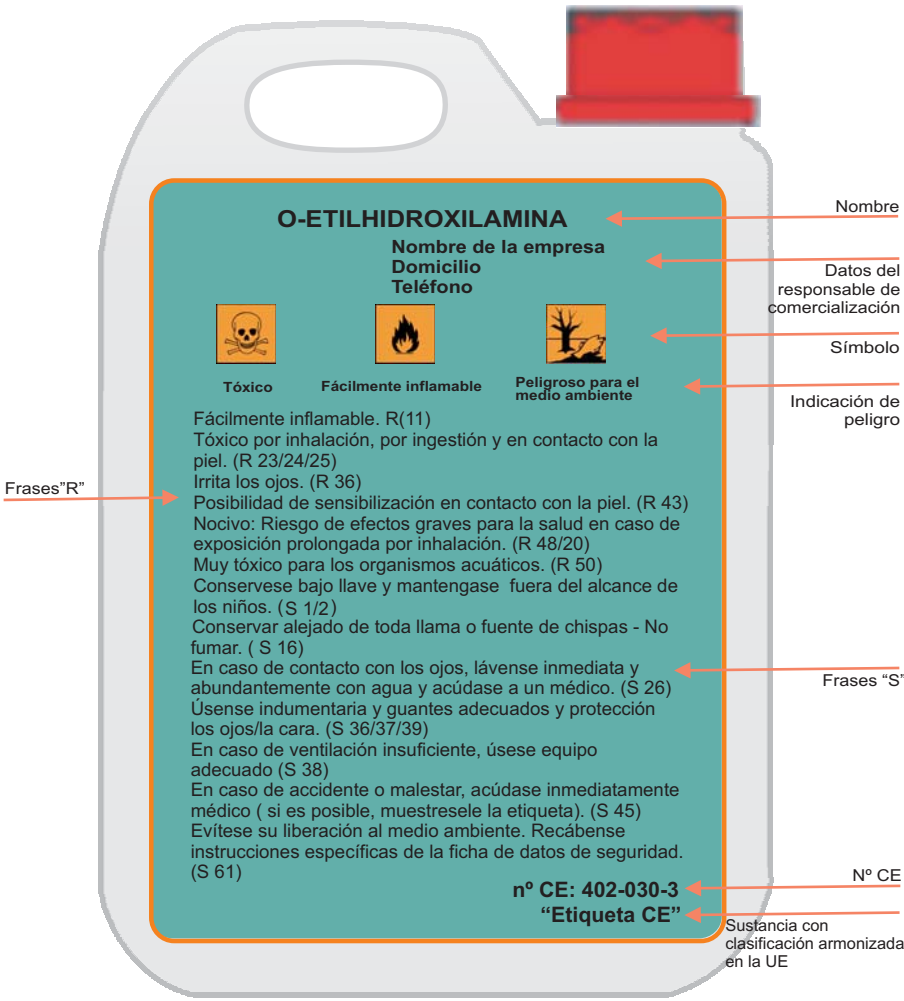 O-ETILHIDROXILAMINA
Nombre de la empresa
Domicilio
Teléfono
Tóxico
Fácilmente inflamable
Peligroso para el
medio ambiente
Fácilmente inflamable. R(11)
Tóxico por inhalación, por ingestión y en contacto con la
piel. (R 23/24/25)
Irrita los ojos. (R 36)
Posibilidad de sensibilización en contacto con la piel. (R 43)
Nocivo: Riesgo de efectos graves para la salud en caso de
exposición prolongada por inhalación. (R 48/20)
Muy tóxico para los organismos acuáticos. (R 50)
Conservese bajo llave y mantengase fuera del alcance de
los niños. (S 1/2)
Conservar alejado de toda llama o fuente de chispas - No
fumar. ( S 16)
En caso de contacto con los ojos, lávense inmediata y
abundantemente con agua y acúdase a un médico. (S 26)
Úsense indumentaria y guantes adecuados y protección
los ojos/la cara. (S 36/37/39)
En caso de ventilación insuficiente, úsese equipo
adecuado (S 38)
En caso de accidente o malestar, acúdase inmediatamente
médico ( si es posible, muestresele la etiqueta). (S 45)
Evítese su liberación al medio ambiente. Recábense
instrucciones específicas de la ficha de datos de seguridad.
(S 61)
nº CE: 402-030-3
“Etiqueta CE”
Frases”R”
Nombre
Datos del
responsable de
comercialización
Símbolo
Indicación de
peligro
Frases “S”
Nº CE
Sustancia con
clasificación armonizada
en la UE